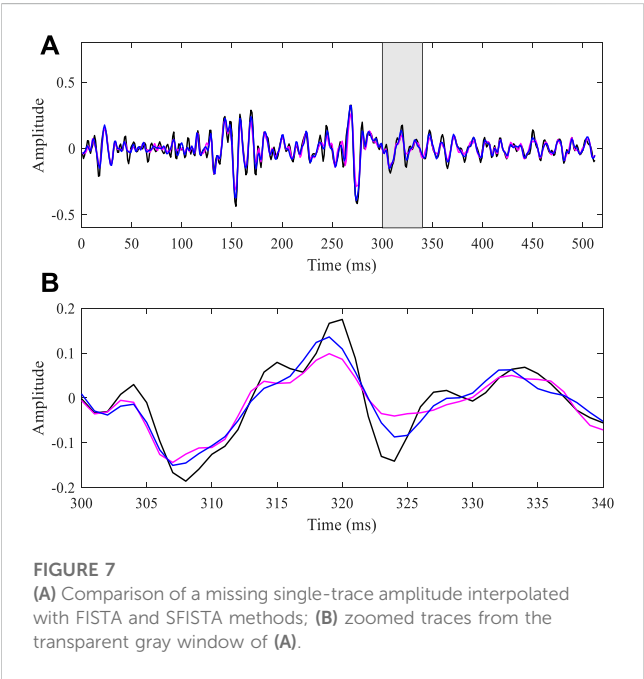 A
0.5
0
-0.5
Amplitude
0 50 100 150 200 250 300 350 400 450 500
Time (ms)
B
0.2
0.1
0
-0.1
-0.2
Amplitude
300 305 310 315 320 325 330 335 340
Time (ms)
FIGURE 7
(A) Comparison of a missing single-trace amplitude interpolated
with FISTA and SFISTA methods; (B) zoomed traces from the
transparent gray window of (A).